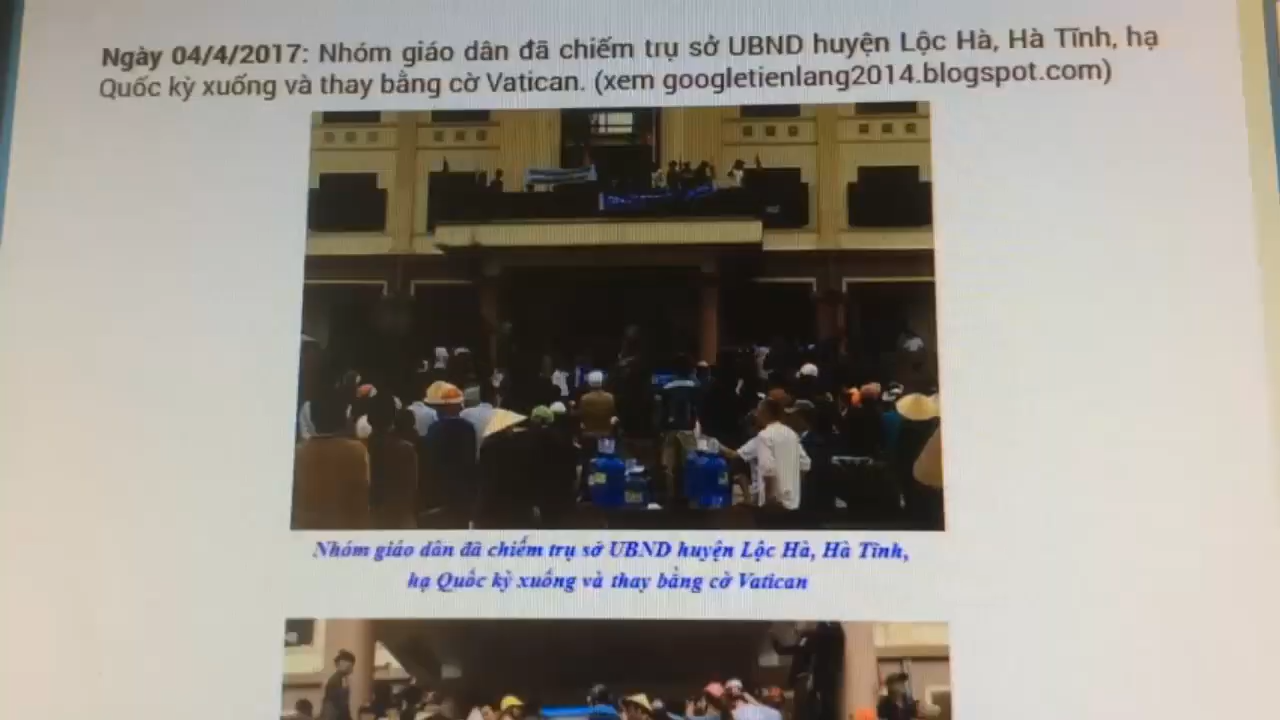 Ngày 04/4/2017: Nhóm giáo dân đã chiếm trụ sở UBND huyện Lộc Hà, Hà Tĩnh, hạ
Quốc kỳ xuống và thay bằng cờ Vatican. (xem googletienlang2014.blogspot.com)
Nhóm giáo dân đã chiếm trụ sở UBND huyện Lộc Hà, Hà Tĩnh,
hạ Quốc kỳ xuống và thay bằng cờ Vatican